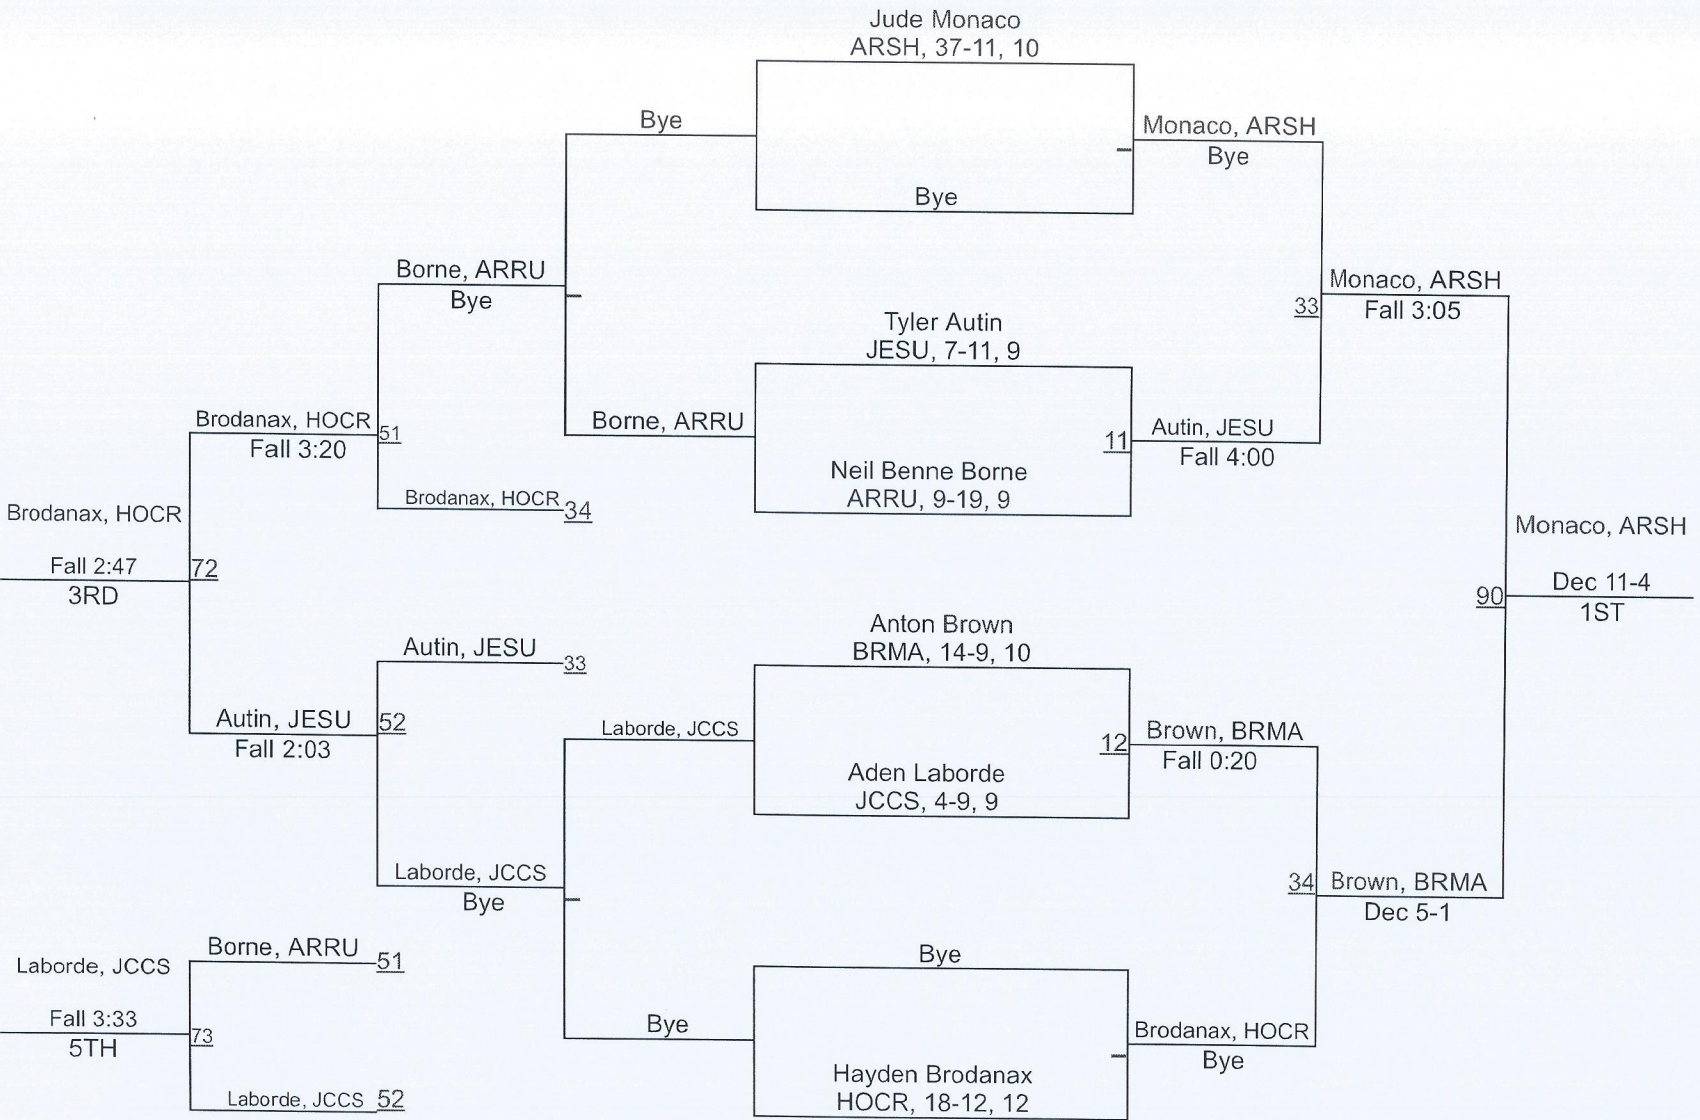 Jude Monaco
ARSH, 37-11, 10
Bye
Monaco, ARSH
Bye
Bye
Borne, ARRU
Bye
Monaco, ARSH
33
Fall 3:05
Tyler Autin
JESU, 7-11, 9
Brodanax, HOCR
51
Fall 3:20
Borne, ARRU
11
Autin, JESU
Fall 4:00
Neil Benne Borne
ARRU, 9-19, 9
Brodanax, HOCR
34
Brodanax, HOCR
Monaco, ARSH
Fall 2:47
72
3RD
90
Dec 11-4
1ST
Anton Brown
BRMA, 14-9, 10
Autin, JESU
33
Autin, JESU
52
Fall 2:03
Laborde, JCCS
12
Brown, BRMA
Fall 0:20
Aden Laborde
JCCS, 4-9, 9
Laborde, JCCS
Bye
34
Brown, BRMA
Dec 5-1
Borne, ARRU
51
Laborde, JCCS
Bye
Fall 3:33
73
5TH
Bye
Brodanax, HOCR
Bye
Hayden Brodanax
HOCR, 18-12, 12
Laborde, JCCS
52